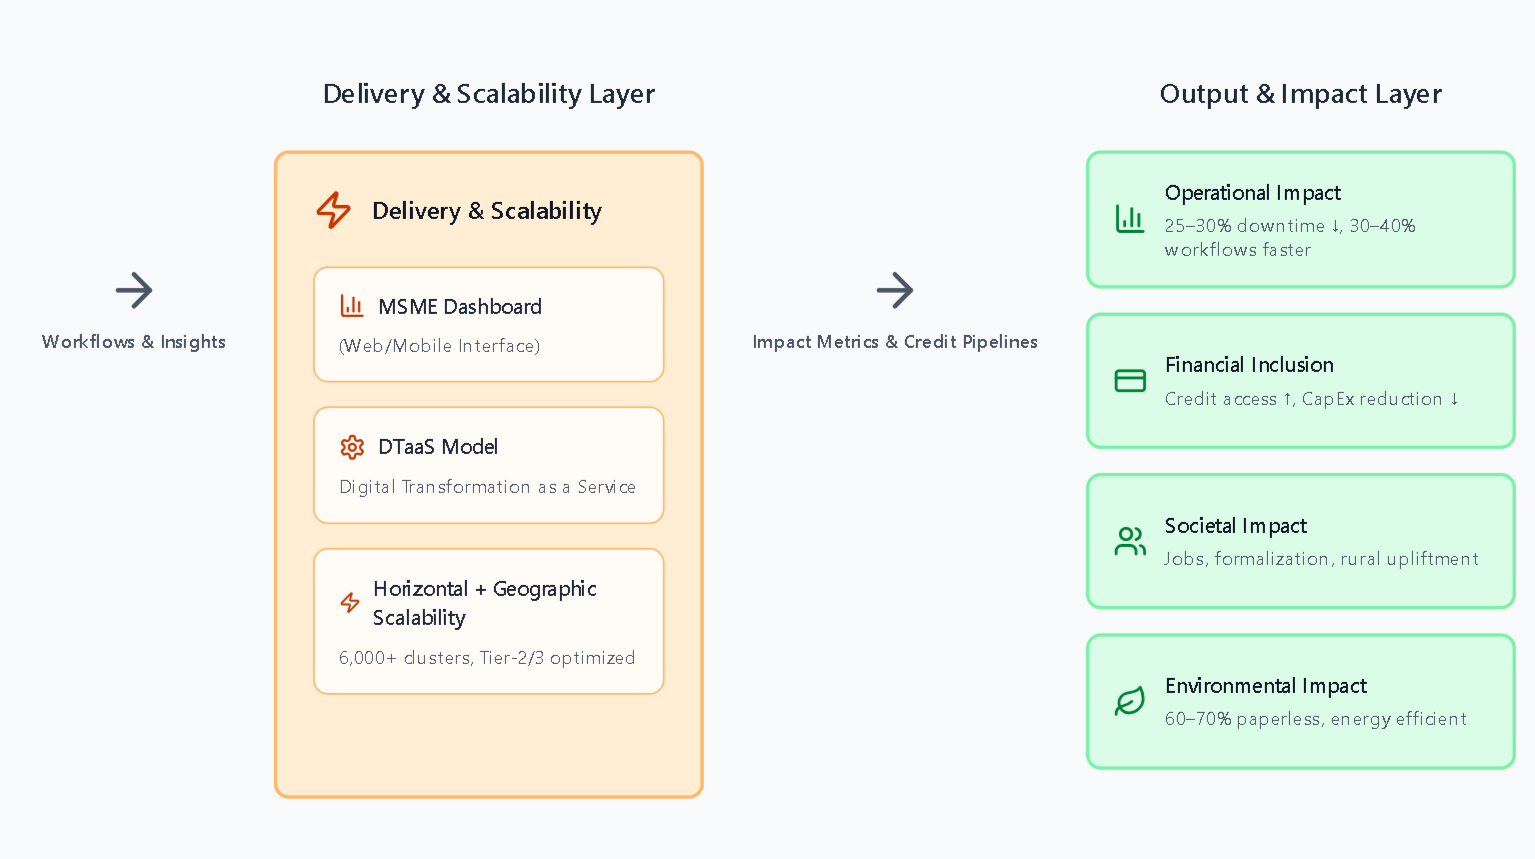 Workflows & Insights
Delivery & Scalability Layer
Delivery & Scalability
MSME Dashboard
(Web/Mobile Interface)
DTaaS Model
Digital Transformation as a Service
Horizontal + Geographic
Scalability
6,000+ clusters, Tier-2/3 optimized
Impact Metrics & Credit Pipelines
Output & Impact Layer
Operational Impact
25–30% downtime ↓, 30–40%
workflows faster
Financial Inclusion
Credit access ↑, CapEx reduction ↓
Societal Impact
Jobs, formalization, rural upliftment
Environmental Impact
60–70% paperless, energy efficient